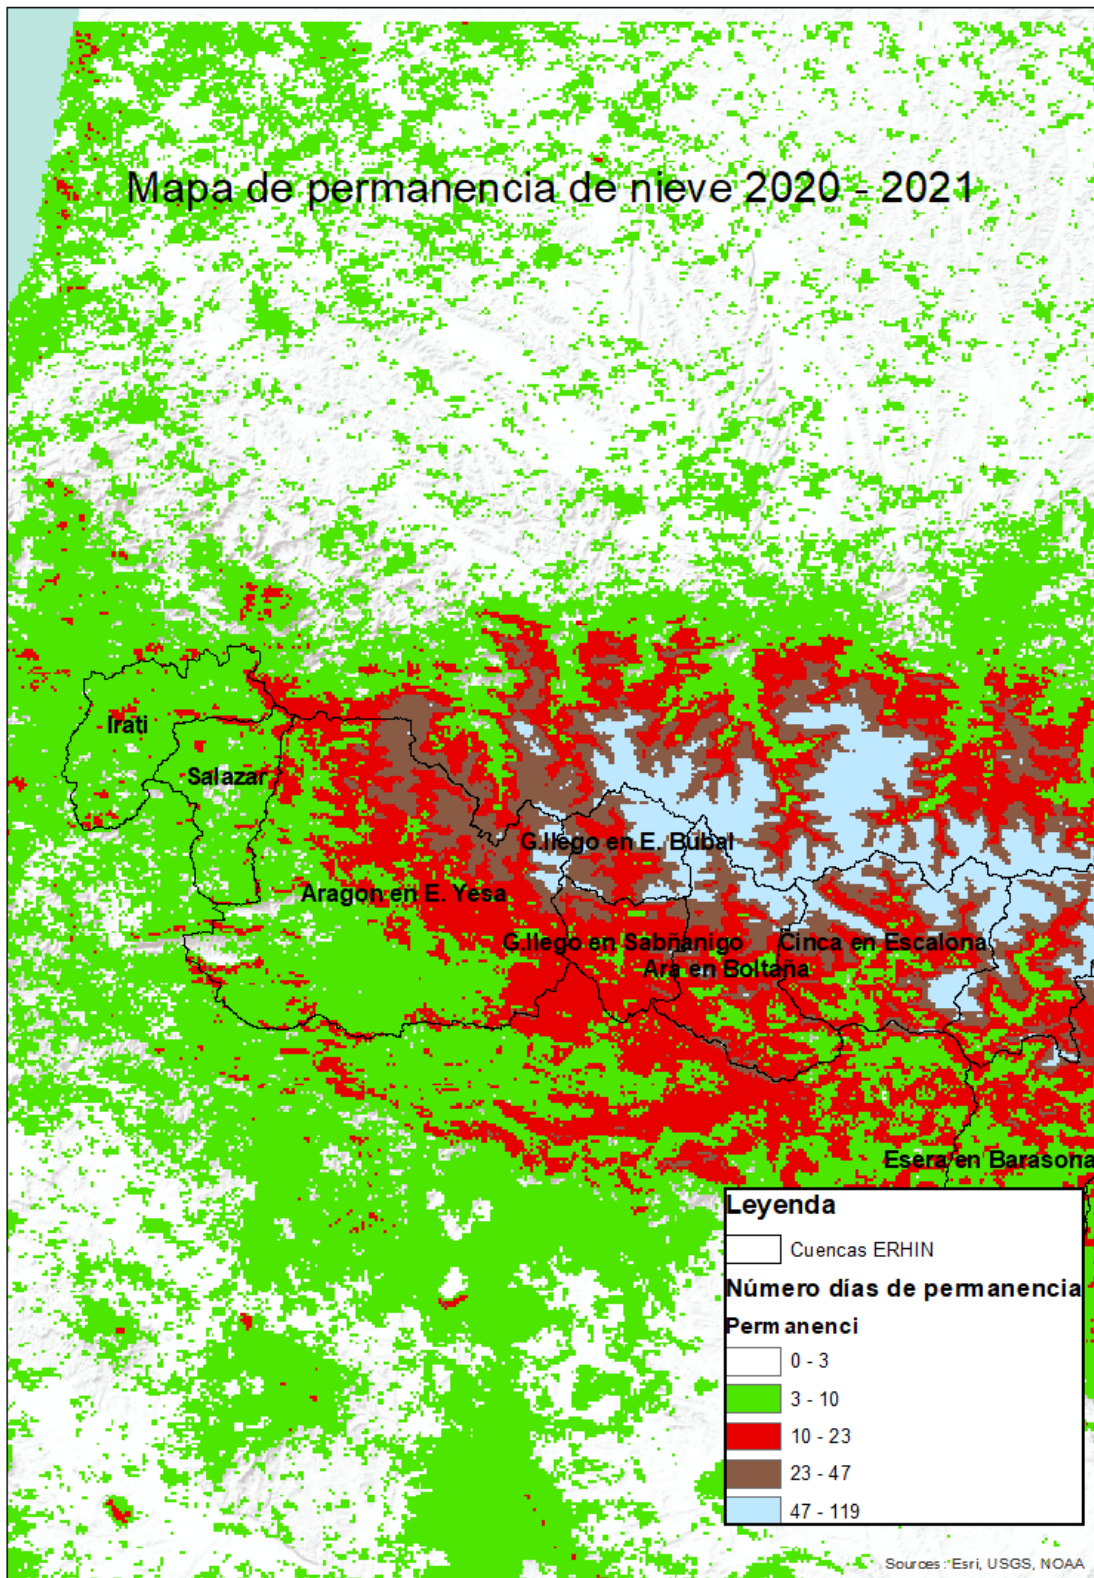 Mapa de permanencia de nieve 2020 - 2021
Irati
Salazar
G.llego en E. Bubal
Aragon en E. Yesa
G.llego en Sabñanigo
Cinca en Escalona
Ara en Boltaña
Esera en Barasona
Leyenda
Cuencas ERHIN
Número días de permanencia
Permanenci
0 - 3
3 - 10
10 - 23
23 - 47
47 - 119
Sources: Esri, USGS, NOAA